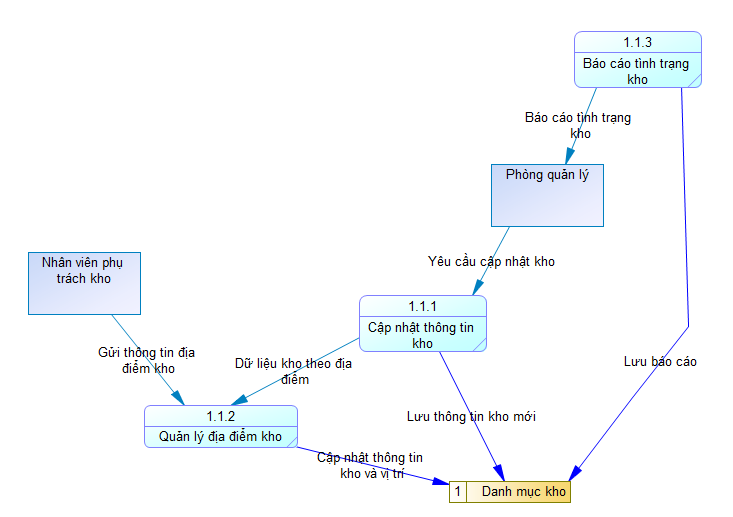 1.1.3
Báo cáo tình trạng
kho
Báo cáo tình trạng
kho
Phòng quản lý
Yêu cầu cập nhật kho
Nhân viên phụ
trách kho
1.1.1
Cập nhật thông tin
kho
Gửi thông tin địa
điểm kho
Dữ liệu kho theo địa
điểm
Lưu báo cáo
1.1.2
Quản lý địa điểm kho
Lưu thông tin kho mới
Cập nhật thông tin
kho và vị trí
1 Danh mục kho